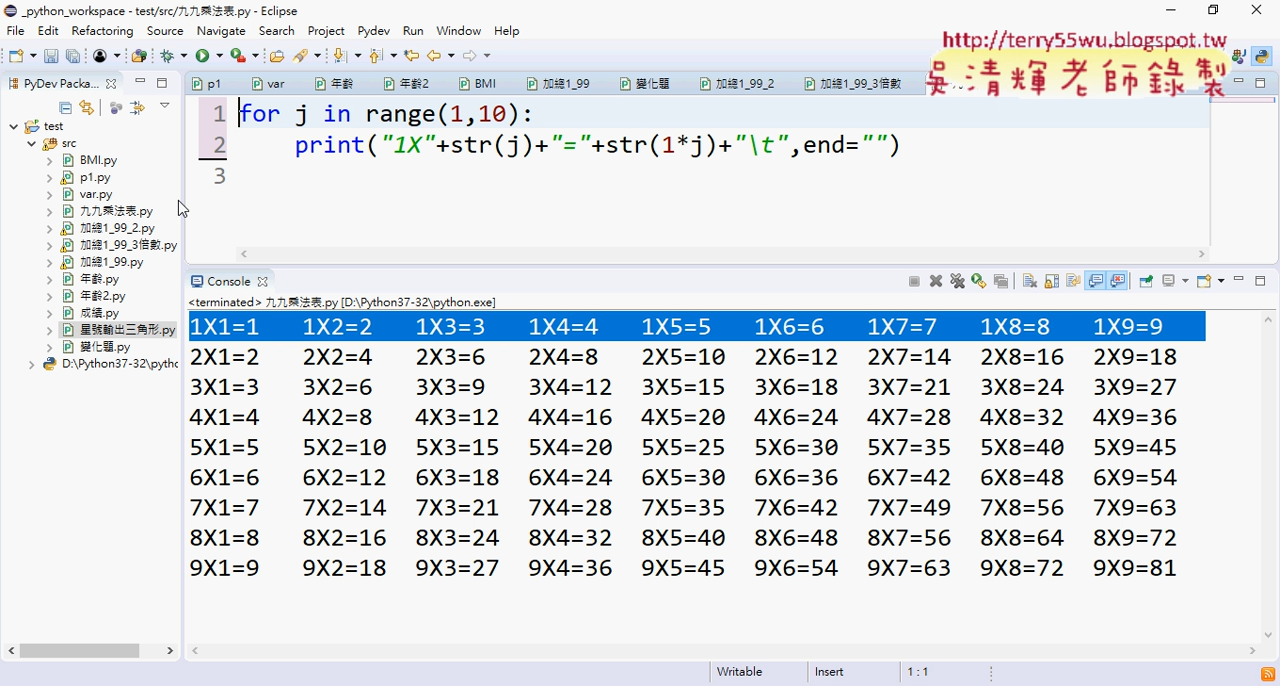 _python_workspace - test/src/九九乘法表.py - Eclipse
File Edit Refactoring Source Navigate Search Project Pydev Run Window Help
http://terry55wu.blogspot.tw
吳清輝老師錄製
PyDev Packa...
p1 var 年齡 年齡2 BMI 加總1_99 變化題 加總1_99_2 加總1_99_3倍數
test
src
BMI.py
p1.py
var.py
九九乘法表.py
加總1_99_2.py
加總1_99_3倍數.py
加總1_99.py
年齡.py
年齡2.py
成績.py
星號輸出三角形.py
變化題.py
D:\Python37-32\pythc
1 for j in range(1,10):
2 print("1X"+str(j)+"="+str(1*j)+"\t",end="")
3
Console
<terminated> 九九乘法表.py [D:\Python37-32\python.exe]
1X1=1 1X2=2 1X3=3 1X4=4 1X5=5 1X6=6 1X7=7 1X8=8 1X9=9
2X1=2 2X2=4 2X3=6 2X4=8 2X5=10 2X6=12 2X7=14 2X8=16 2X9=18
3X1=3 3X2=6 3X3=9 3X4=12 3X5=15 3X6=18 3X7=21 3X8=24 3X9=27
4X1=4 4X2=8 4X3=12 4X4=16 4X5=20 4X6=24 4X7=28 4X8=32 4X9=36
5X1=5 5X2=10 5X3=15 5X4=20 5X5=25 5X6=30 5X7=35 5X8=40 5X9=45
6X1=6 6X2=12 6X3=18 6X4=24 6X5=30 6X6=36 6X7=42 6X8=48 6X9=54
7X1=7 7X2=14 7X3=21 7X4=28 7X5=35 7X6=42 7X7=49 7X8=56 7X9=63
8X1=8 8X2=16 8X3=24 8X4=32 8X5=40 8X6=48 8X7=56 8X8=64 8X9=72
9X1=9 9X2=18 9X3=27 9X4=36 9X5=45 9X6=54 9X7=63 9X8=72 9X9=81
Writable Insert 1 : 1